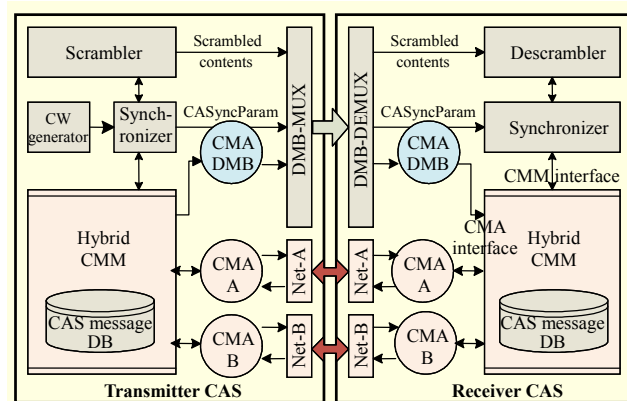 Scrambler
Scrambled
contents
CW
generator
Synch-
ronizer
CASyncParam
CMA
DMB
DMB-MUX
Hybrid
CMM
CAS message
DB
CMA
A
Net-A
CMA
B
Net-B
Transmitter CAS
DMB-DEMUX
Scrambled
contents
Descrambler
CASyncParam
Synchronizer
CMA
DMB
CMM interface
CMA
interface
Hybrid
CMM
Net-A
CMA
A
CAS message
DB
Net-B
CMA
B
Receiver CAS